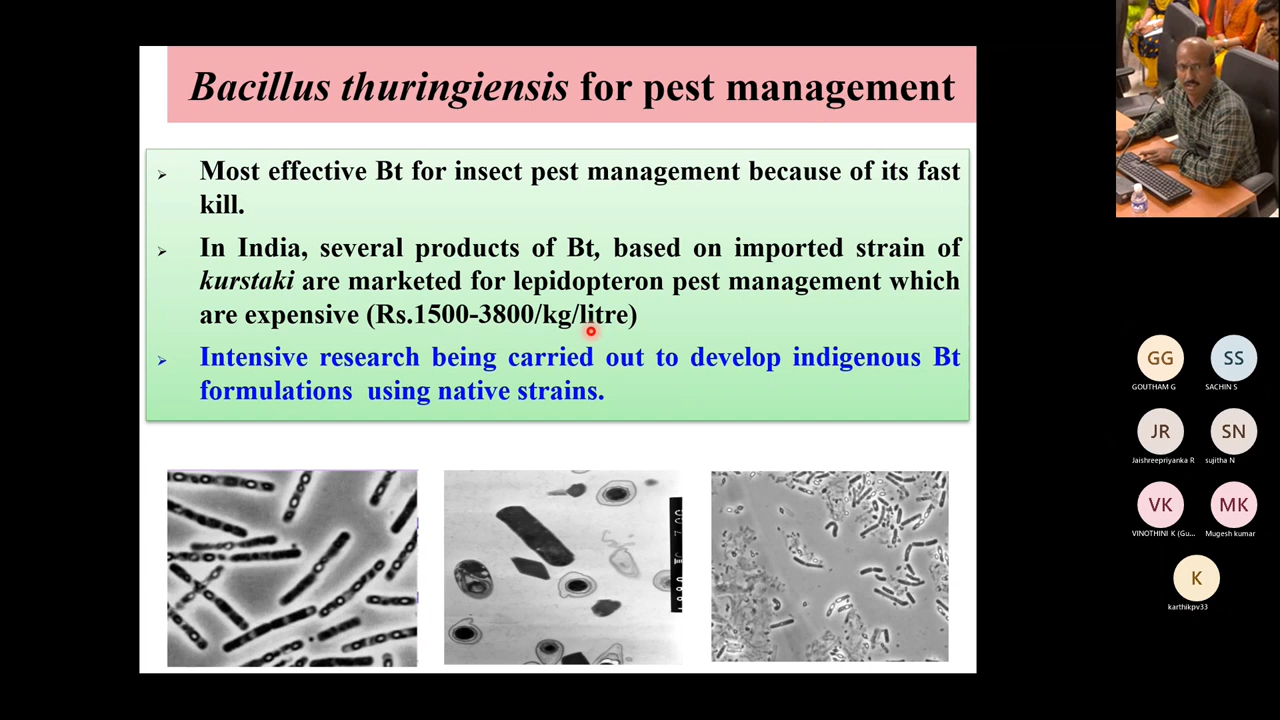 Bacillus thuringiensis for pest management
Most effective Bt for insect pest management because of its fast
kill.
In India, several products of Bt, based on imported strain of
kurstaki are marketed for lepidopteron pest management which
are expensive (Rs.1500-3800/kg/litre)
Intensive research being carried out to develop indigenous Bt
formulations using native strains.
GG
GOUTHAM G
SS
SACHIN S
JR
Jaishreepriyanka R
SN
sujitha N
VK
VINOTHINI K (Gu...
MK
Mugesh kumar
K
karthikpv33